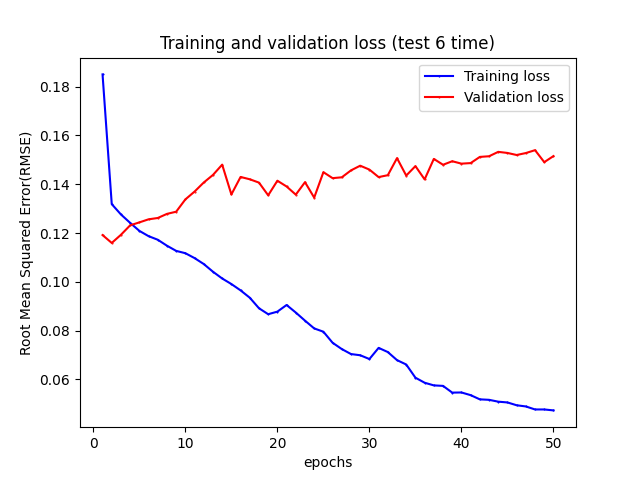 Training and validation loss (test 6 time)
Training loss
Validation loss
Root Mean Squared Error(RMSE)
0.18
0.16
0.14
0.12
0.10
0.08
0.06
0
10
20
30
40
50
epochs